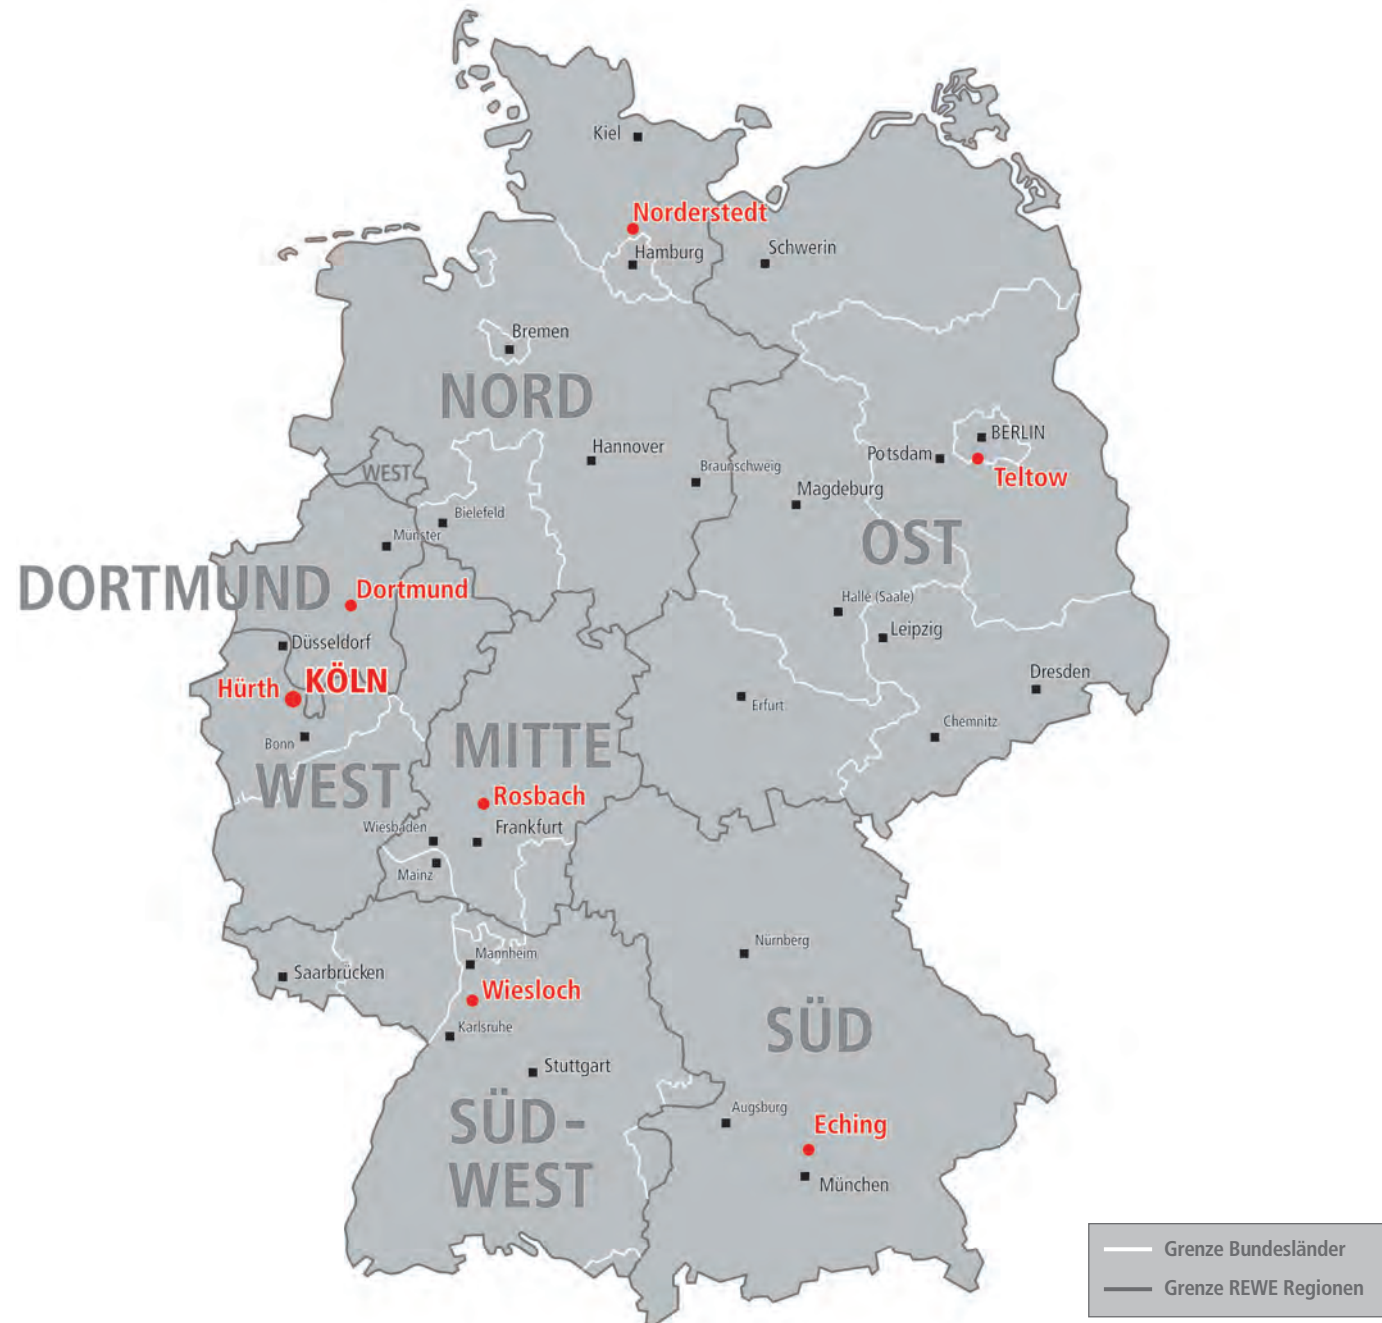 Kiel
Norderstedt
Hamburg
Schwerin
Bremen
NORD
Hannover
BERLIN
Potsdam
WEST
Braunschweig
Teltow
Magdeburg
Bielefeld
Münster
OST
DORTMUND
Dortmund
Halle (Saale)
Leipzig
Düsseldorf
Dresden
Hürth
KÖLN
Erfurt
Chemnitz
Bonn
MITTE
WEST
Rosbach
Wiesbaden
Frankfurt
Mainz
Nürnberg
Mannheim
Saarbrücken
Wiesloch
Karlsruhe
SÜD
Stuttgart
Augsburg
SÜD-
WEST
Eching
München
Grenze Bundesländer
Grenze REWE Regionen